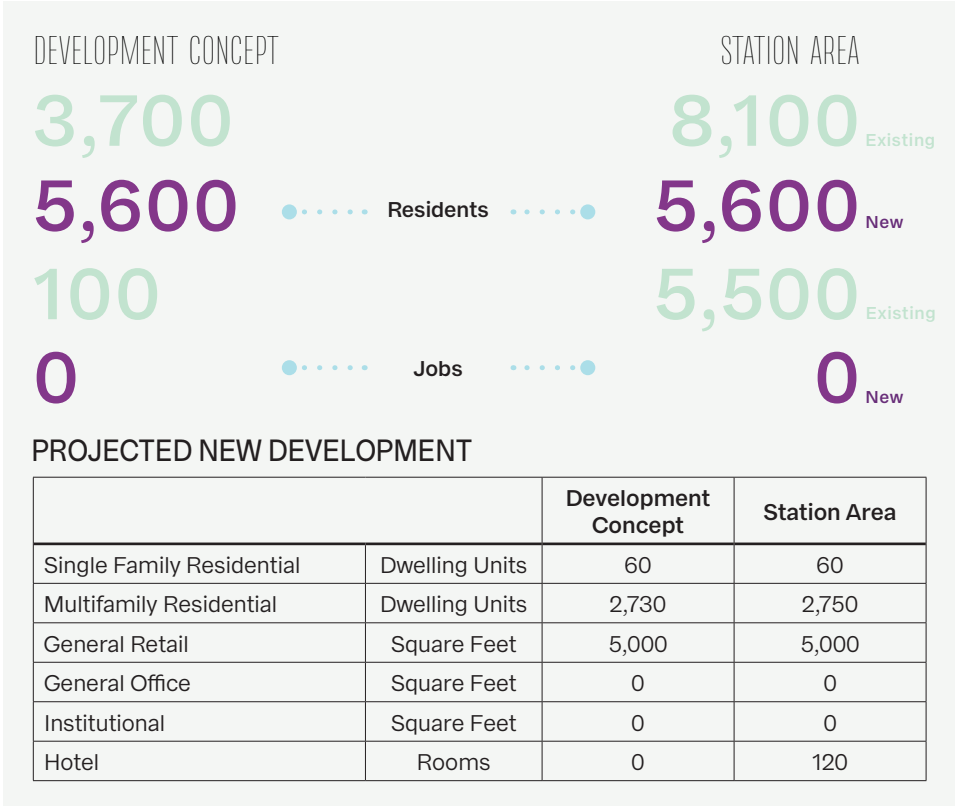 DEVELOPMENT CONCEPT STATION AREA
3,700 8,100 Existing
5,600 Residents 5,600 New
100 5,500 Existing
0 Jobs 0 New
PROJECTED NEW DEVELOPMENT
Development Concept Station Area
Single Family Residential Dwelling Units 60 60
Multifamily Residential Dwelling Units 2,730 2,750
General Retail Square Feet 5,000 5,000
General Office Square Feet 0 0
Institutional Square Feet 0 0
Hotel Rooms 0 120